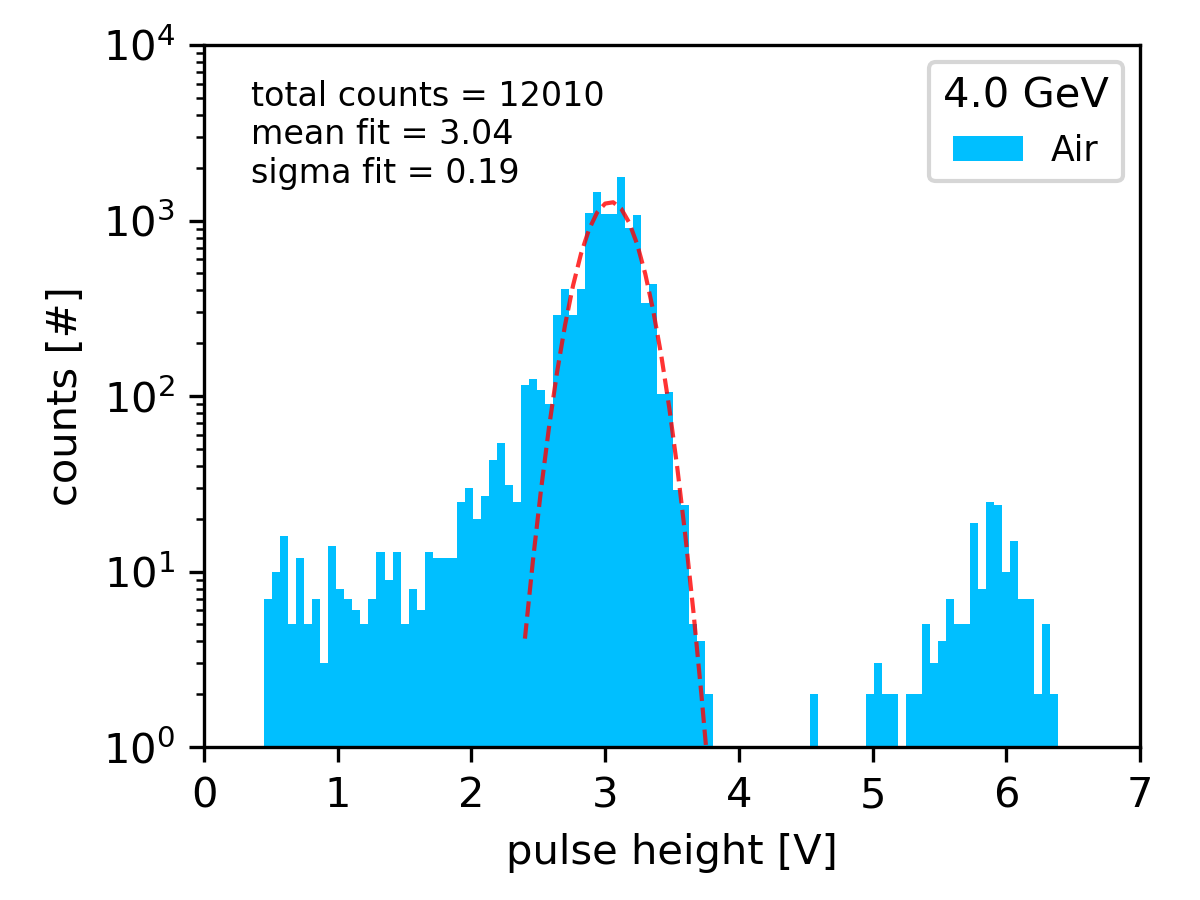 total counts = 12010
mean fit = 3.04
sigma fit = 0.19
4.0 GeV
Air
10⁴
10³
10²
10¹
10⁰
counts [#]
0 1 2 3 4 5 6 7
pulse height [V]